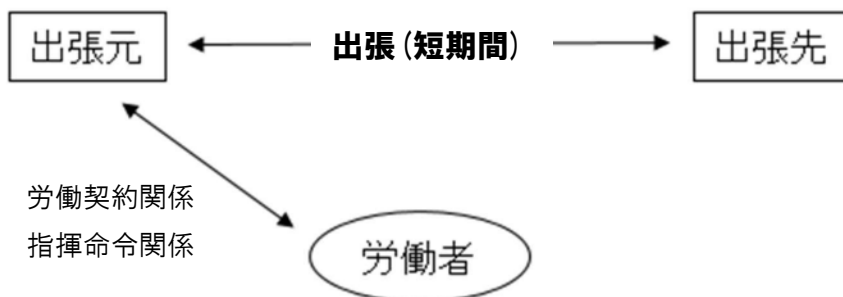 出張元
出張(短期間)
出張先
労働契約関係
指揮命令関係
労働者